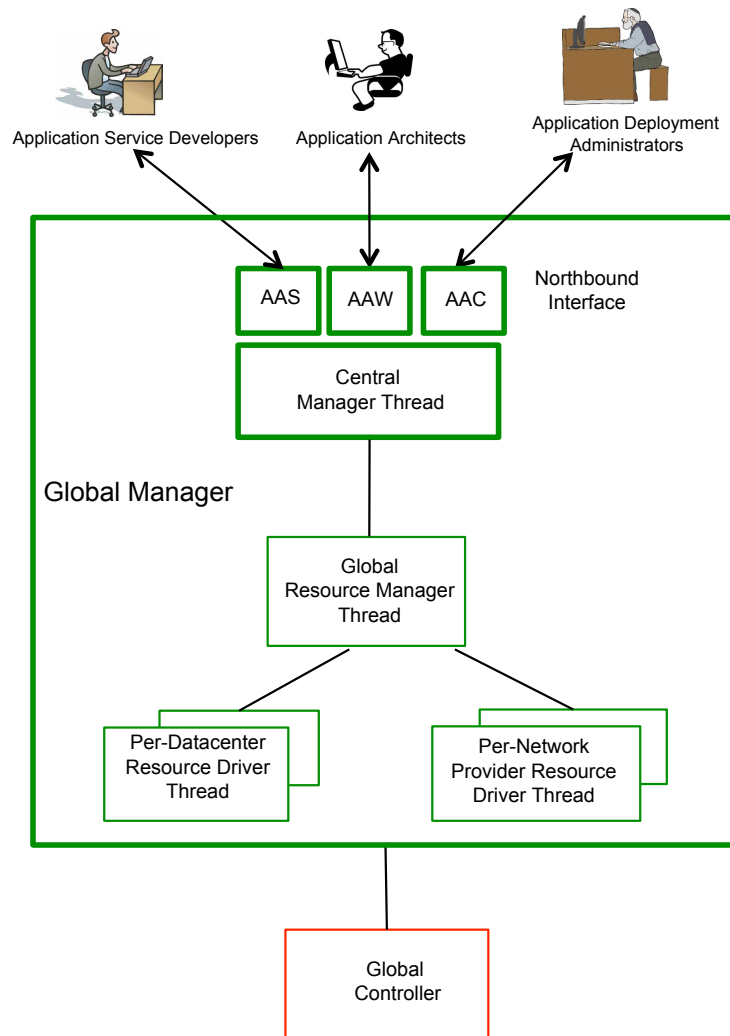 Application Service Developers
Application Architects
Application Deployment
Administrators
AAS
AAW
AAC
Northbound
Interface
Central
Manager Thread
Global Manager
Global
Resource Manager
Thread
Per-Datacenter
Resource Driver
Thread
Per-Network
Provider Resource
Driver Thread
Global
Controller